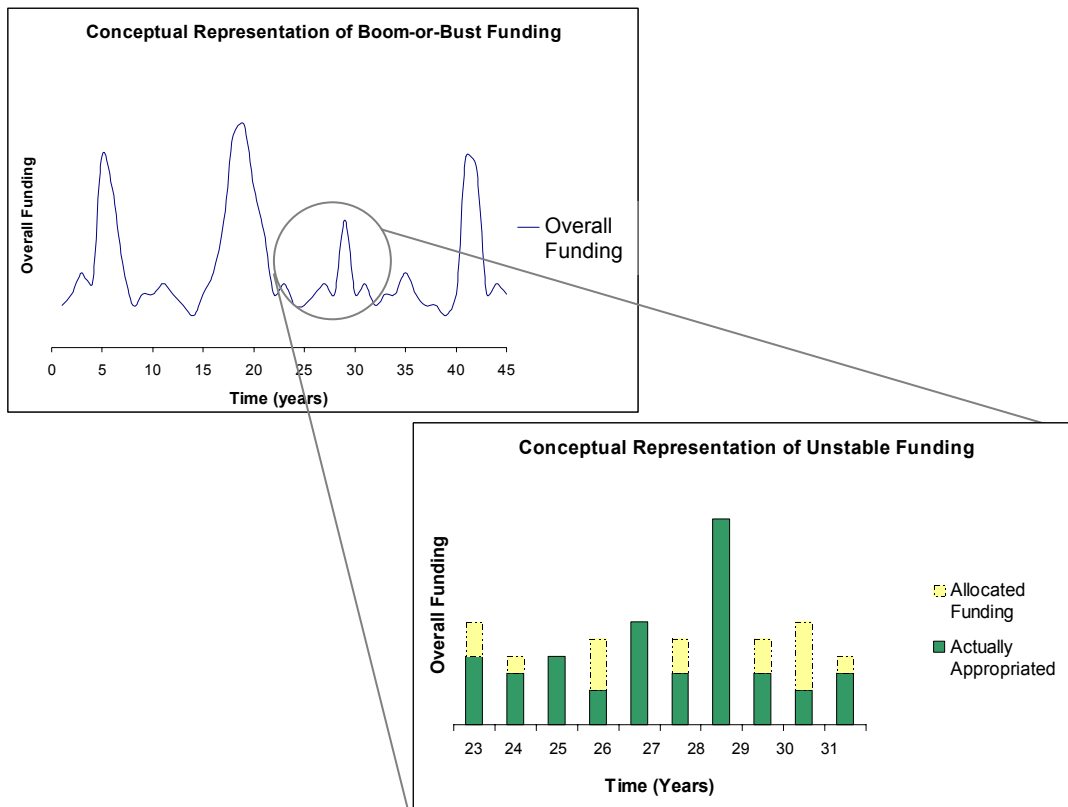 Conceptual Representation of Boom-or-Bust Funding
Overall Funding
Overall
Funding
0 5 10 15 20 25 30 35 40 45
Time (years)
Conceptual Representation of Unstable Funding
Overall Funding
Allocated
Funding
Actually
Appropriated
23 24 25 26 27 28 29 30 31
Time (Years)